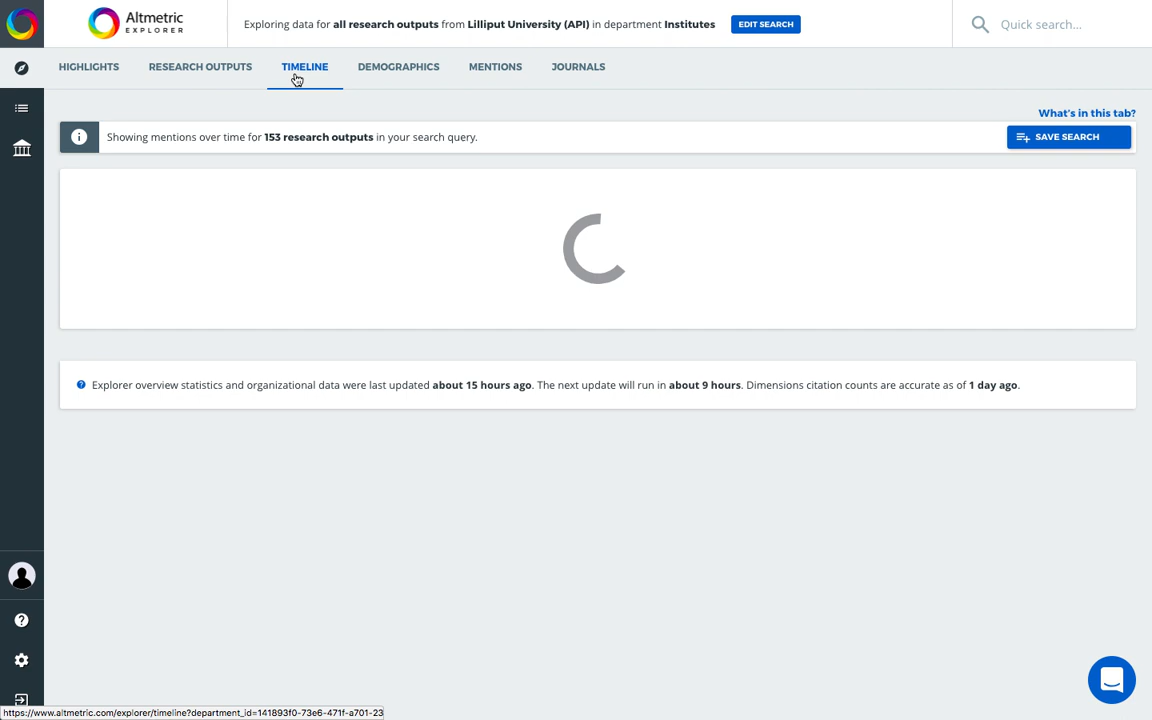 Altmetric
EXPLORER
Exploring data for all research outputs from Lilliput University (API) in department Institutes
EDIT SEARCH
Quick search...
HIGHLIGHTS
RESEARCH OUTPUTS
TIMELINE
DEMOGRAPHICS
MENTIONS
JOURNALS
What's in this tab?
Showing mentions over time for 153 research outputs in your search query.
SAVE SEARCH
Explorer overview statistics and organizational data were last updated about 15 hours ago. The next update will run in about 9 hours. Dimensions citation counts are accurate as of 1 day ago.
https://www.altmetric.com/explorer/timeline?department_id=141893f0-73e6-471f-a701-23